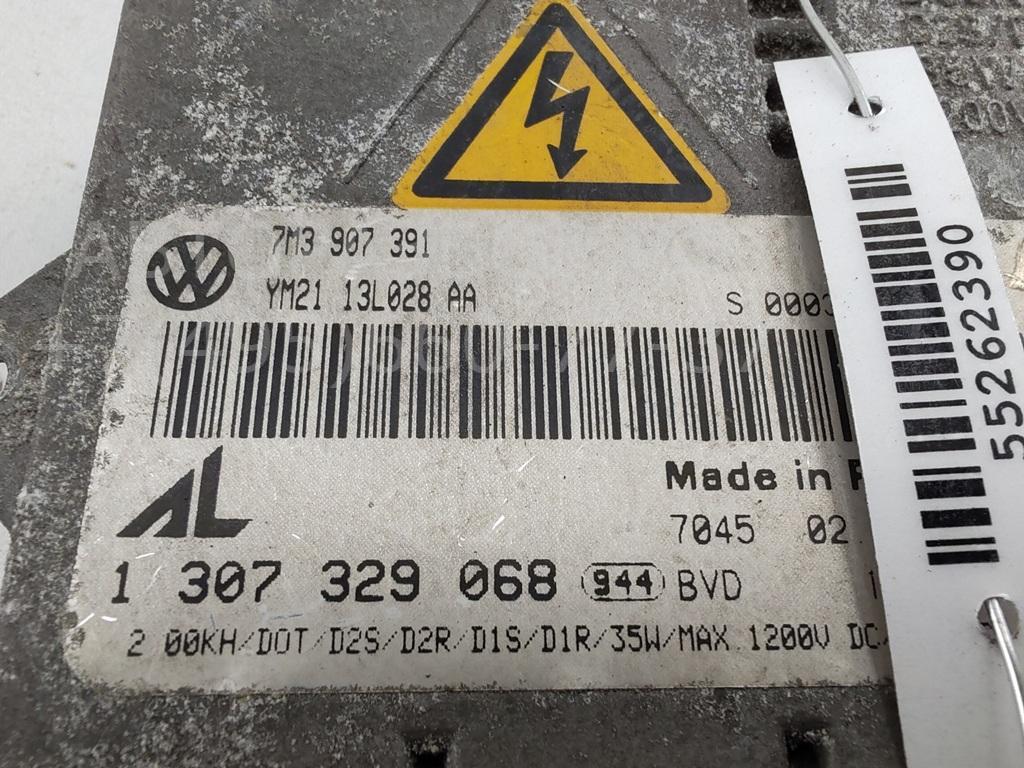 7M3 907 391
YM21 13L028 AA
S 0003
Made in
7045 02
1 307 329 068 944 BVD
2 00KH/DOT/D2S/D2R/D1S/D1R/35W/MAX 1200V DC
55262390